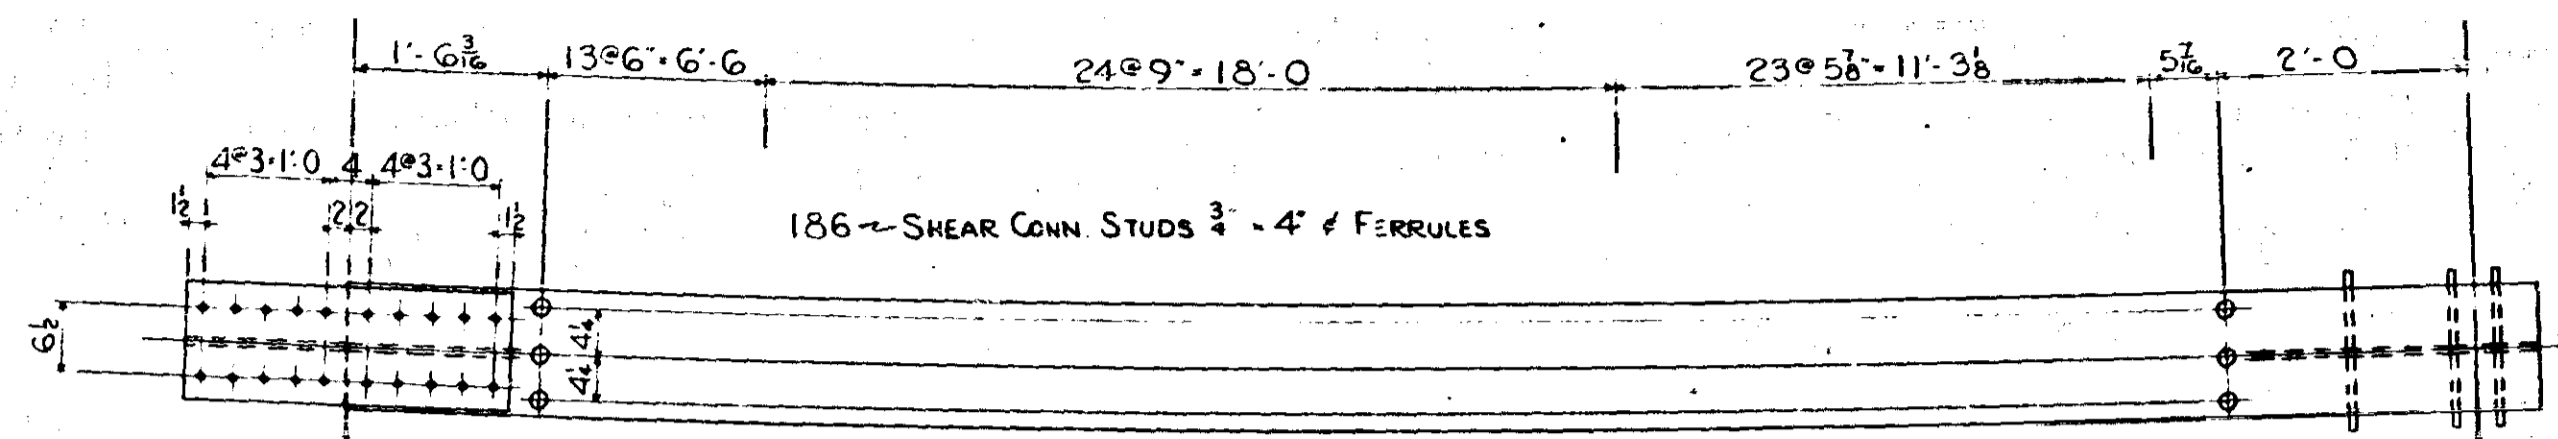 1'-6 3/16 13@6"=6'-6 24@9"=18'-0 23@5 7/8"=11'-3 1/8 5 7/16 2'-0
4@3=1'-0 4 4@3=1'-0
1 1/2 2 2 1 1/2
186~SHEAR CONN. STUDS 3/4" × 4" & FERRULES
6 1/2 4 1/4
4 1/4